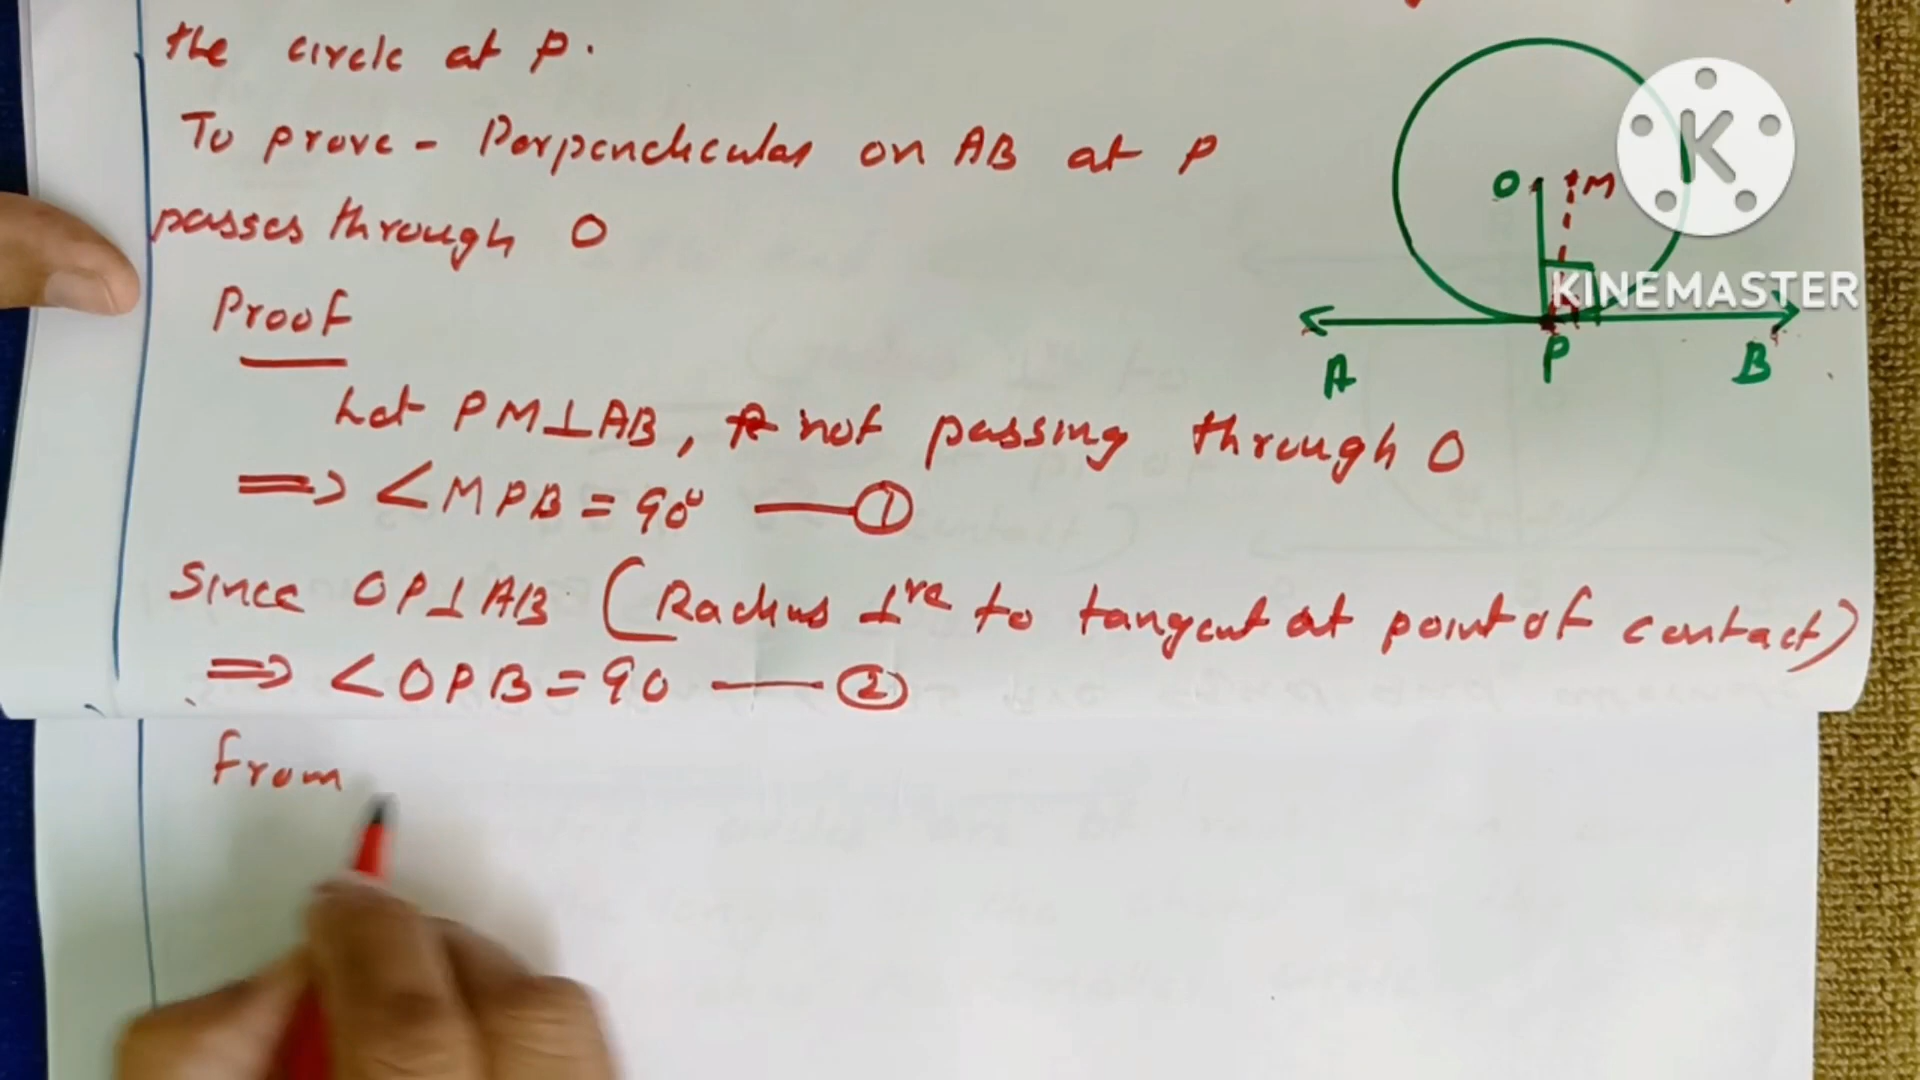 the circle at P.
To prove - Perpendicular on AB at P
passes through O
Proof
Let PM⊥AB, not passing through O
=> <MPB = 90° —— ①
Since OP⊥AB (Radius ⊥re to tangent at point of contact)
=> <OPB = 90 —— ②
From
O M
K
KINEMASTER
A P B